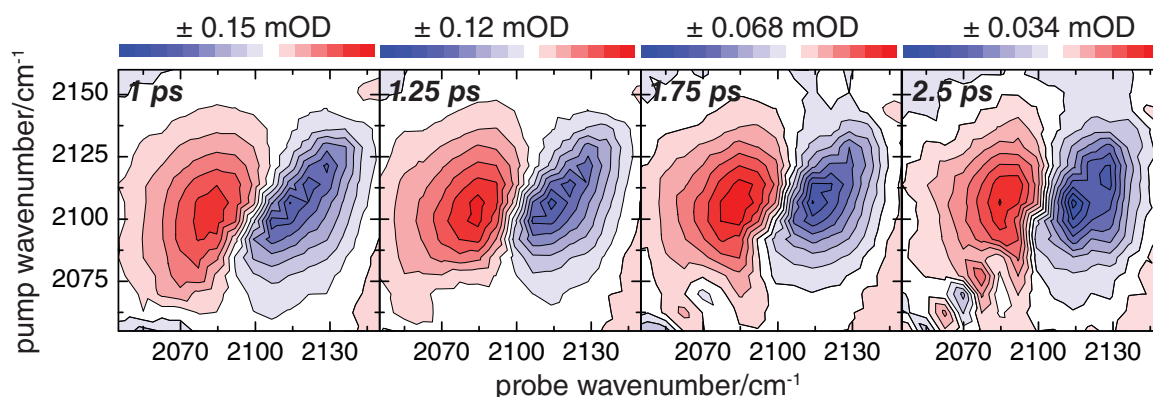 ± 0.15 mOD ± 0.12 mOD ± 0.068 mOD ± 0.034 mOD
1 ps 1.25 ps 1.75 ps 2.5 ps
pump wavenumber/cm⁻¹
2150
2125
2100
2075
2070 2100 2130 2070 2100 2130 2070 2100 2130 2070 2100 2130
probe wavenumber/cm⁻¹